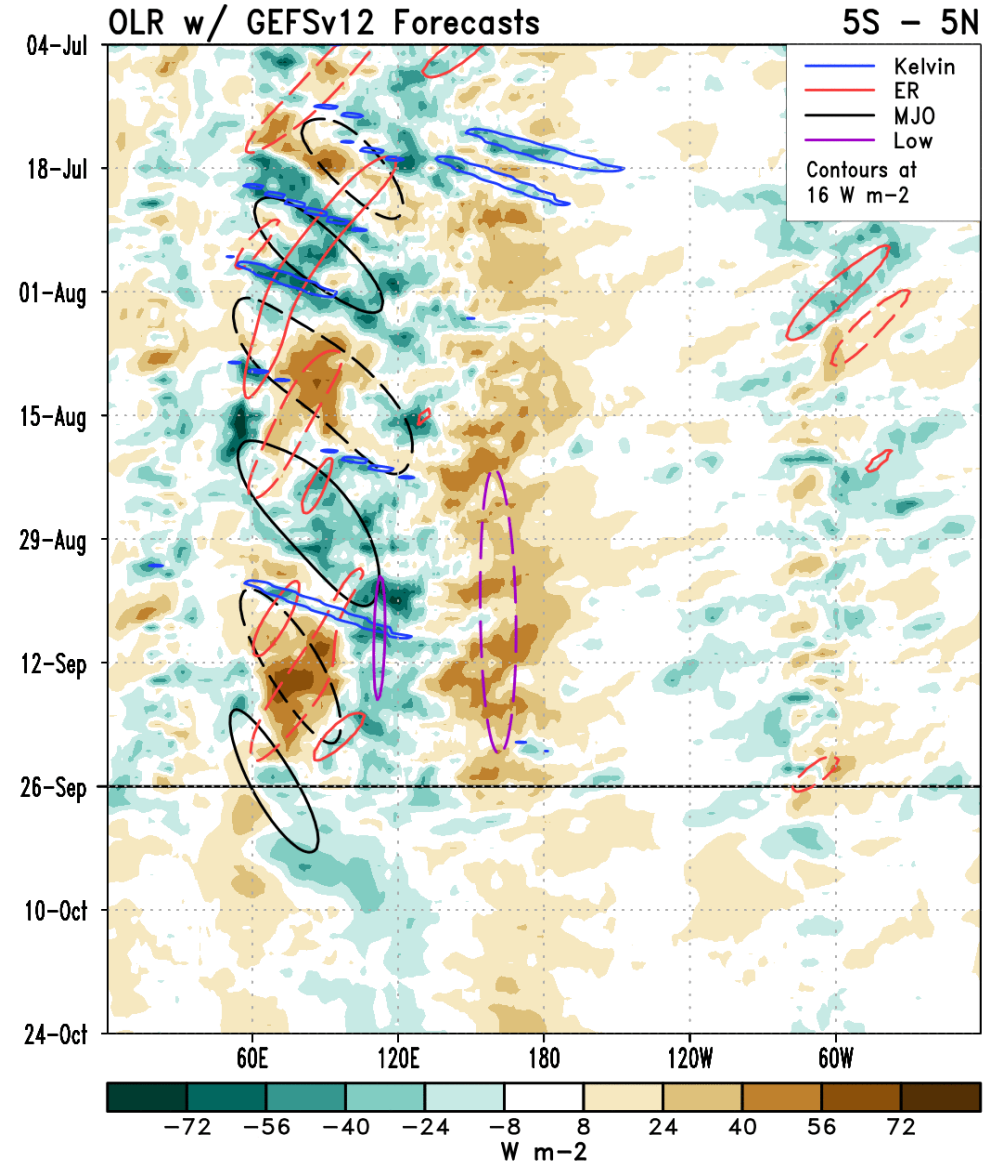 OLR w/ GEFSv12 Forecasts 5S − 5N
04−Jul
18−Jul
01−Aug
15−Aug
29−Aug
12−Sep
26−Sep
10−Oct
24−Oct
Kelvin
ER
MJO
Low
Contours at
16 W m−2
60E 120E 180 120W 60W
−72 −56 −40 −24 −8 8 24 40 56 72
W m−2